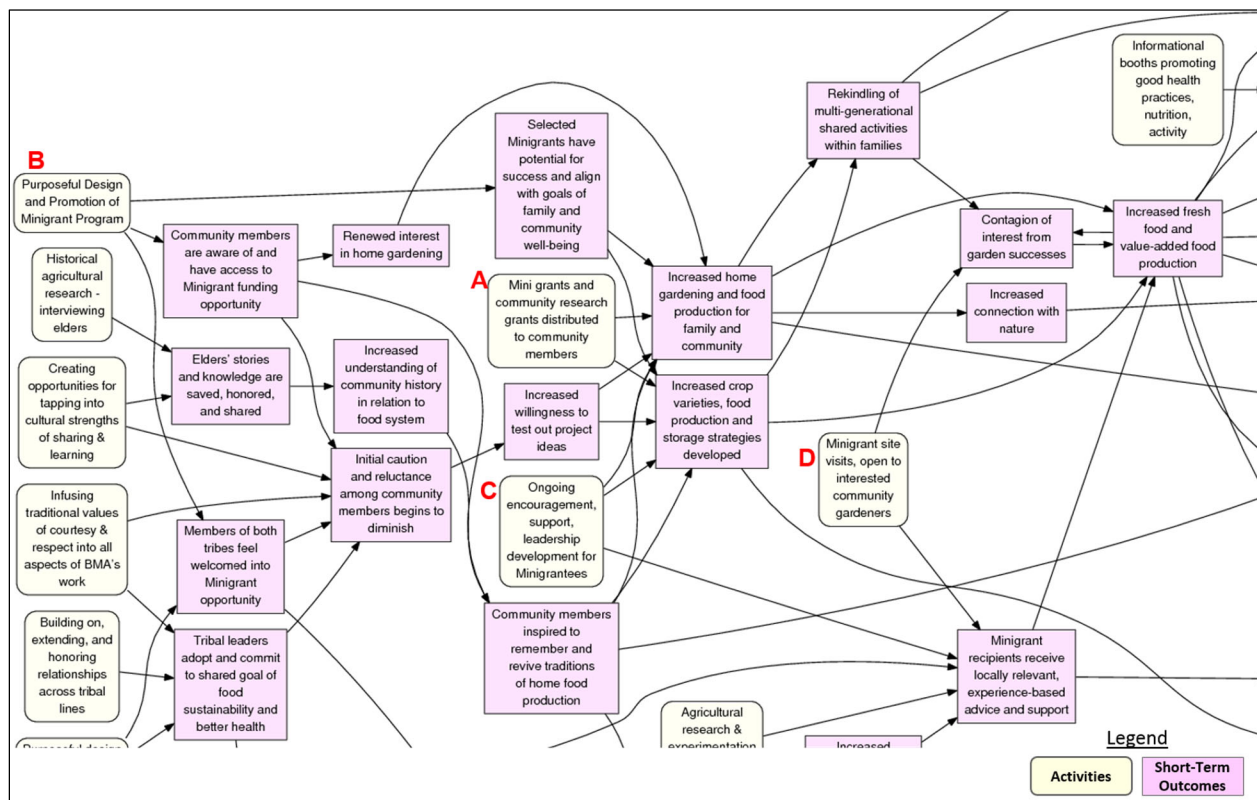 B
Purposeful Design
and Promotion of
Minigrant Program
Historical
agricultural
research -
interviewing
elders
Creating
opportunities for
tapping into
cultural strengths
of sharing &
learning
Infusing
traditional values
of courtesy &
respect into all
aspects of BMA's
work
Building on,
extending, and
honoring
relationships
across tribal
lines
Purposeful design
Community members
are aware of and
have access to
Minigrant funding
opportunity
Elders' stories
and knowledge are
saved, honored,
and shared
Members of both
tribes feel
welcomed into
Minigrant
opportunity
Tribal leaders
adopt and commit
to shared goal of
food
sustainability and
better health
Renewed interest
in home gardening
Increased
understanding of
community history
in relation to
food system
Initial caution
and reluctance
among community
members begins to
diminish
Selected
Minigrants have
potential for
success and align
with goals of
family and
community
well-being
A
Mini grants and
community research
grants distributed
to community
members
Increased
willingness to
test out project
ideas
C
Ongoing
encouragement,
support,
leadership
development for
Minigrantees
Community members
inspired to
remember and
revive traditions
of home food
production
Increased home
gardening and food
production for
family and
community
Increased crop
varieties, food
production and
storage strategies
developed
Agricultural
research &
experimentation
Rekindling of
multi-generational
shared activities
within families
D
Minigrant site
visits, open to
interested
community
gardeners
Increased
Contagion of
interest from
garden successes
Increased
connection with
nature
Minigrant
recipients receive
locally relevant,
experience-based
advice and support
Informational
booths promoting
good health
practices,
nutrition,
activity
Increased fresh
food and
value-added food
production
Legend
Activities
Short-Term
Outcomes